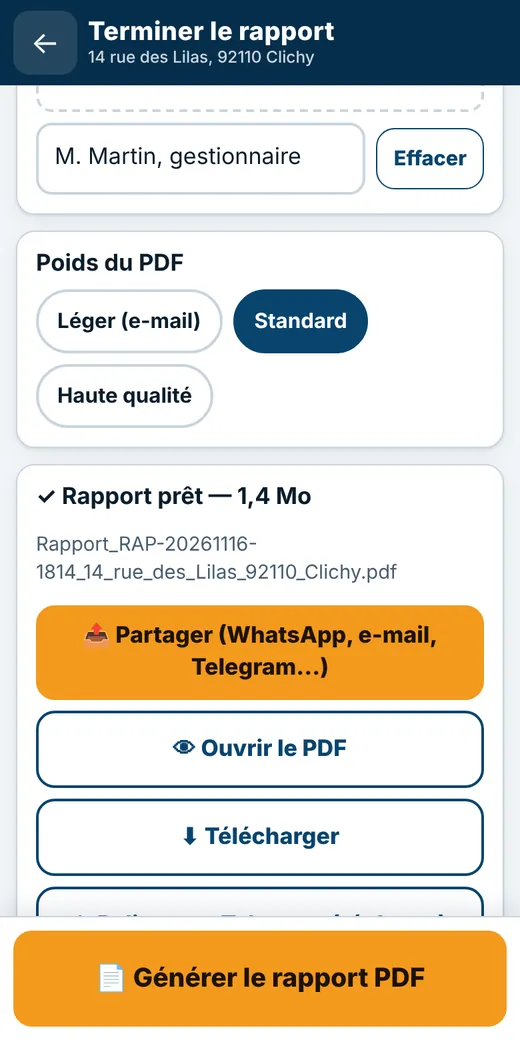 Terminer le rapport
14 rue des Lilas, 92110 Clichy
M. Martin, gestionnaire
Effacer
Poids du PDF
Léger (e-mail)
Standard
Haute qualité
✓ Rapport prêt — 1,4 Mo
Rapport_RAP-20261116-
1814_14_rue_des_Lilas_92110_Clichy.pdf
📤 Partager (WhatsApp, e-mail,
Telegram…)
👁 Ouvrir le PDF
⬇ Télécharger
📄 Générer le rapport PDF